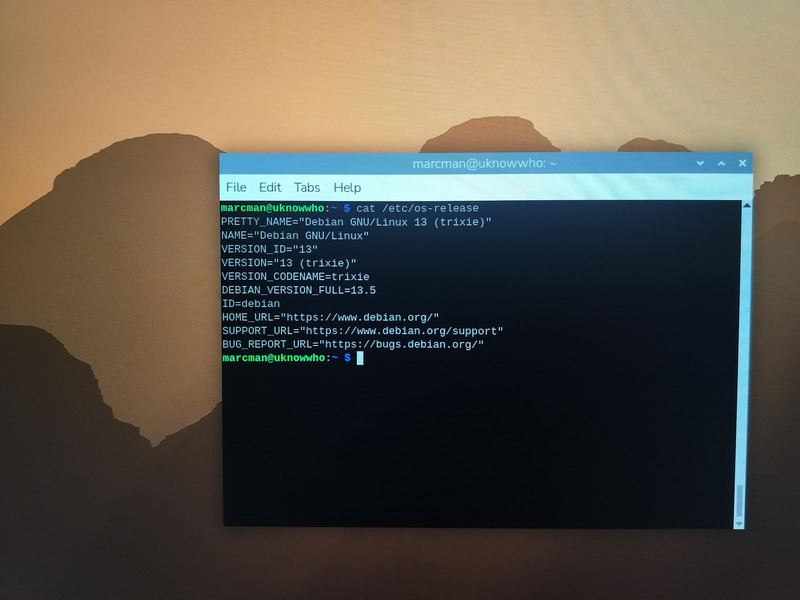 marcman@uknowwho: ~
File Edit Tabs Help
marcman@uknowwho:~ $ cat /etc/os-release
PRETTY_NAME="Debian GNU/Linux 13 (trixie)"
NAME="Debian GNU/Linux"
VERSION_ID="13"
VERSION="13 (trixie)"
VERSION_CODENAME=trixie
DEBIAN_VERSION_FULL=13.5
ID=debian
HOME_URL="https://www.debian.org/"
SUPPORT_URL="https://www.debian.org/support"
BUG_REPORT_URL="https://bugs.debian.org/"
marcman@uknowwho:~ $